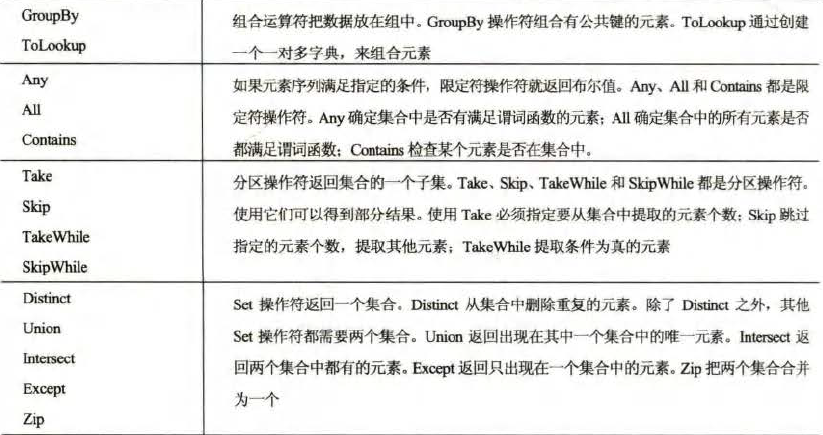 GroupBy
ToLookup
组合运算符把数据放在组中。GroupBy 操作符组合有公共键的元素。ToLookup 通过创建
一个一对多字典，来组合元素
Any
All
Contains
如果元素序列满足指定的条件，限定符操作符就返回布尔值。Any、All 和 Contains 都是限
定符操作符。Any 确定集合中是否有满足谓词函数的元素；All 确定集合中的所有元素是否
都满足谓词函数；Contains 检查某个元素是否在集合中。
Take
Skip
TakeWhile
SkipWhile
分区操作符返回集合的一个子集。Take、Skip、TakeWhile 和 SkipWhile 都是分区操作符。
使用它们可以得到部分结果。使用 Take 必须指定要从集合中提取的元素个数；Skip 跳过
指定的元素个数，提取其他元素；TakeWhile 提取条件为真的元素
Distinct
Union
Intersect
Except
Zip
Set 操作符返回一个集合。Distinct 从集合中删除重复的元素。除了 Distinct 之外，其他
Set 操作符都需要两个集合。Union 返回出现在其中一个集合中的唯一元素。Intersect 返
回两个集合中都有的元素。Except 返回只出现在一个集合中的元素。Zip 把两个集合合并
为一个